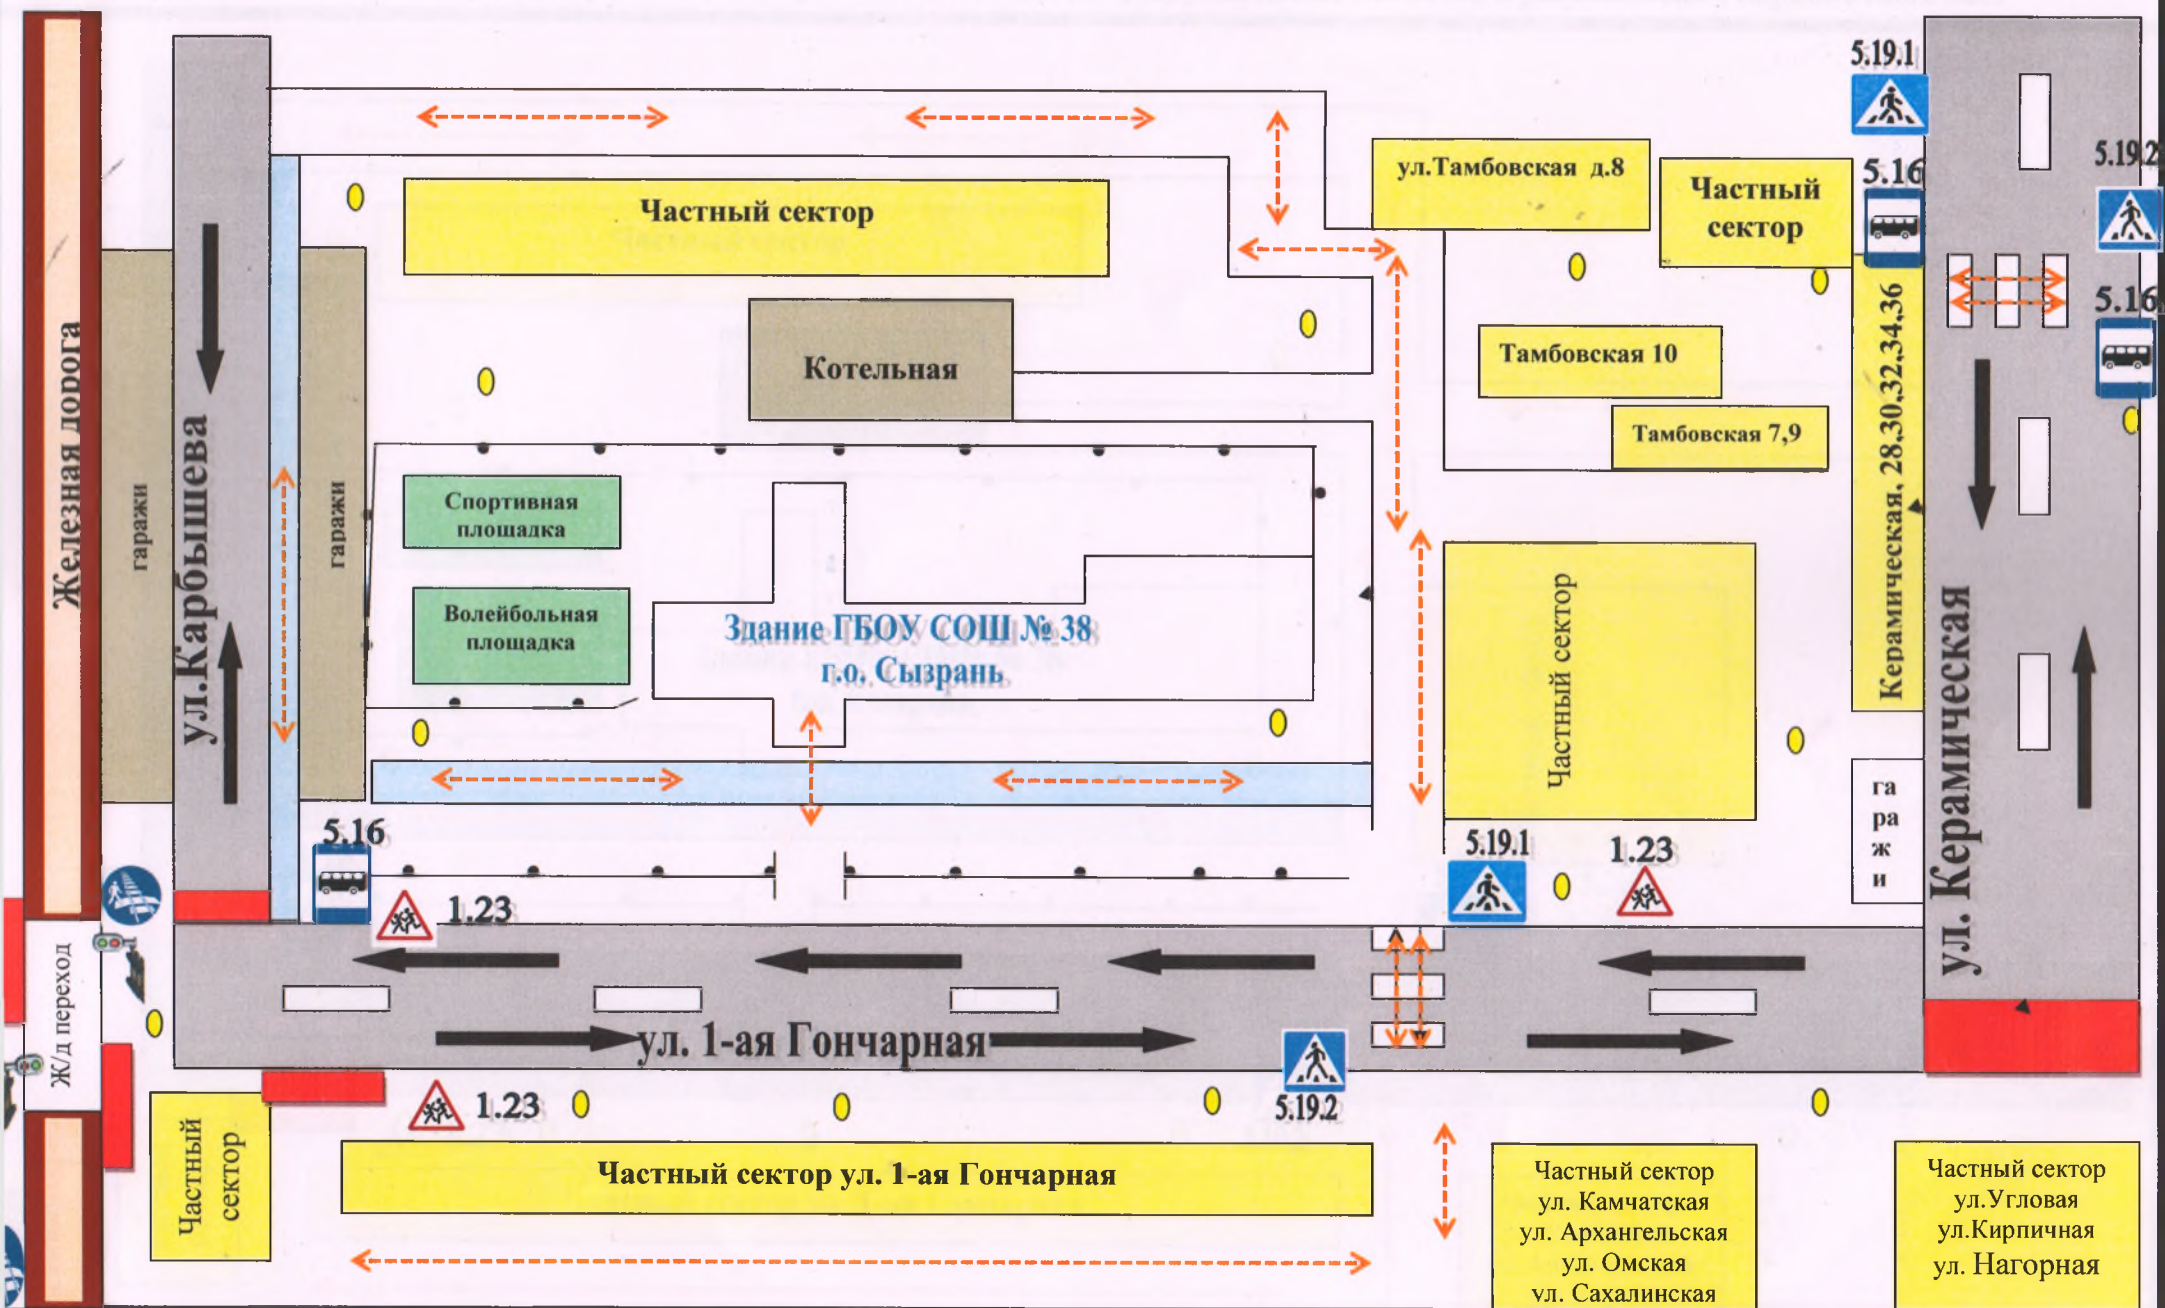 5.19.1
5.19.2
ул.Тамбовская д.8
Частный
сектор
5.16
Частный сектор
5.16
Железная дорога
гаражи
ул.Карбышева
гаражи
Котельная
Тамбовская 10
Тамбовская 7,9
Керамическая, 28,30,32,34,36
Спортивная
площадка
Волейбольная
площадка
Здание ГБОУ СОШ № 38
г.о. Сызрань
Частный сектор
ул. Керамическая
га
ра
ж
и
5.16
1.23
5.19.1
1.23
Ж/д переход
ул. 1-ая Гончарная
1.23
5.19.2
Частный
сектор
Частный сектор ул. 1-ая Гончарная
Частный сектор
ул. Камчатская
ул. Архангельская
ул. Омская
ул. Сахалинская
Частный сектор
ул.Угловая
ул.Кирпичная
ул. Нагорная